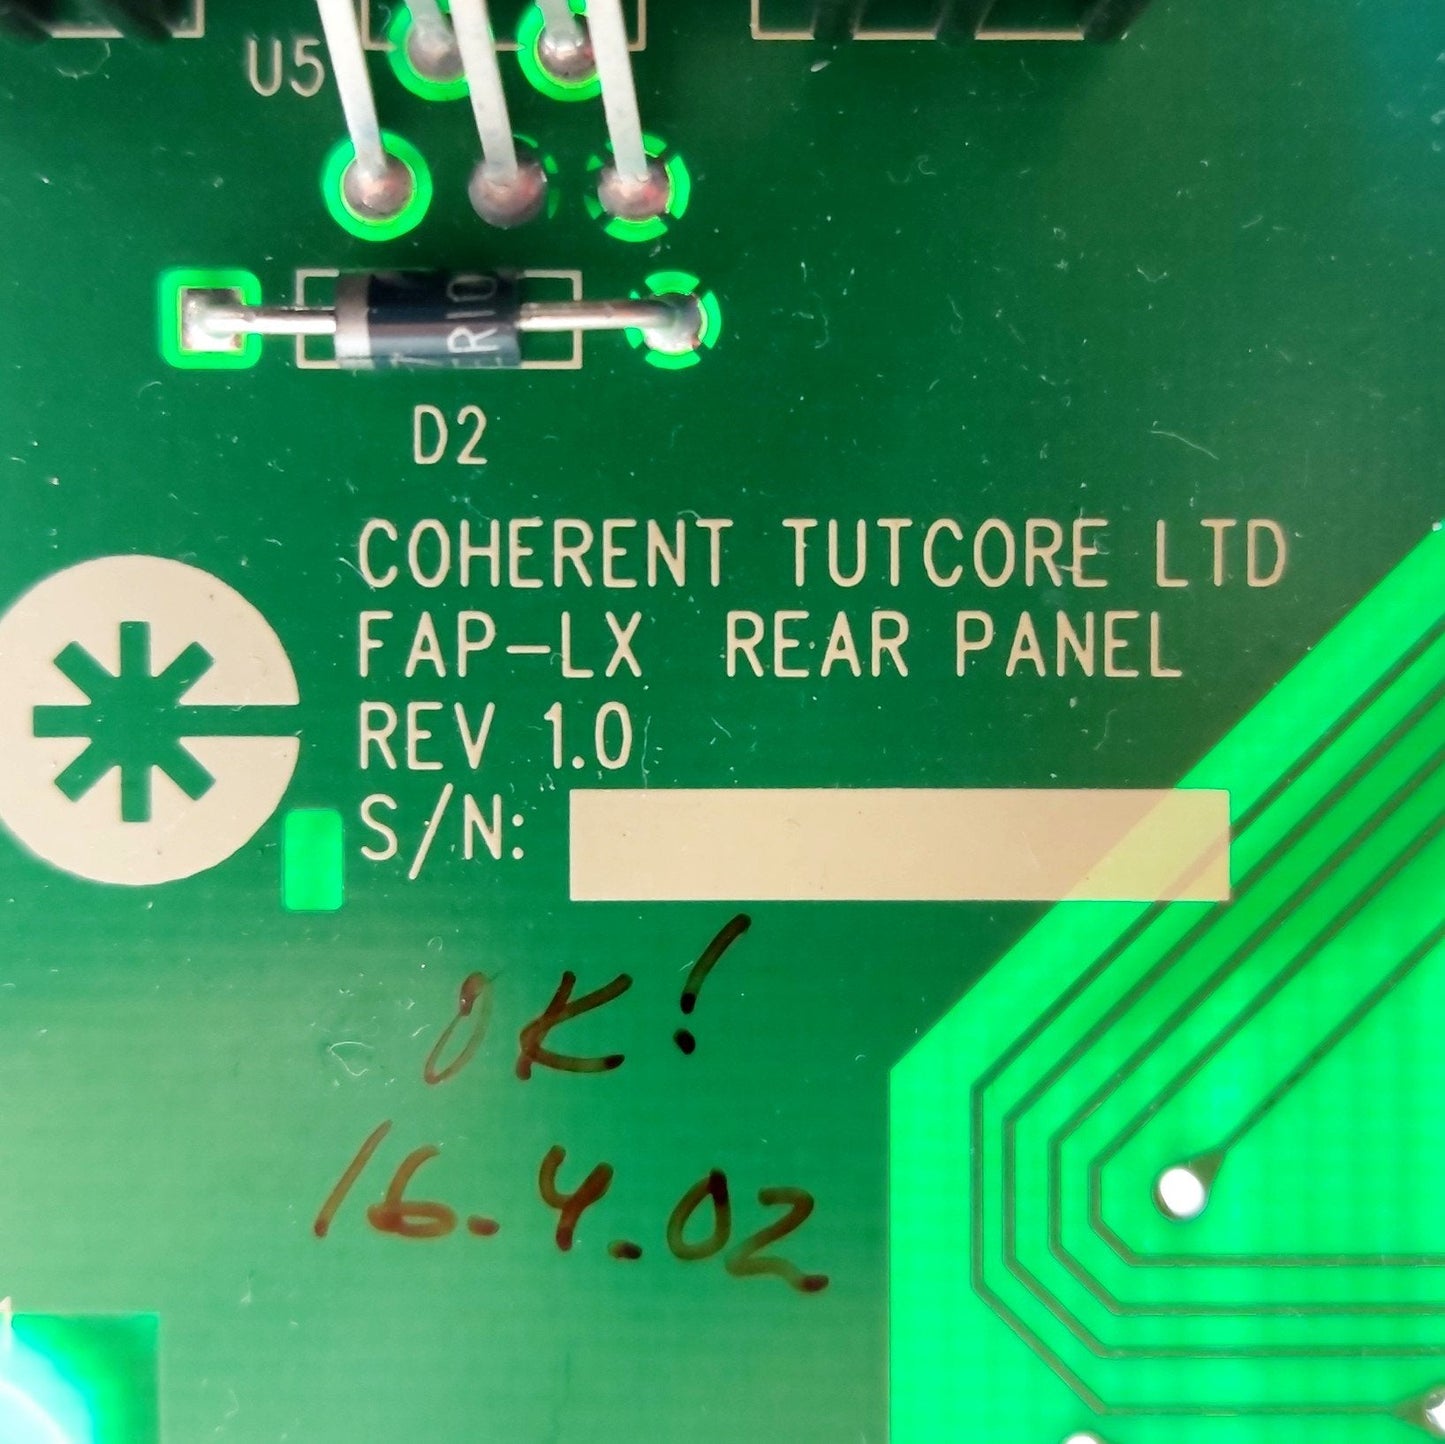 U5
D2
COHERENT TUTCORE LTD
FAP-LX REAR PANEL
REV 1.0
S/N:
OK!
16.4.02